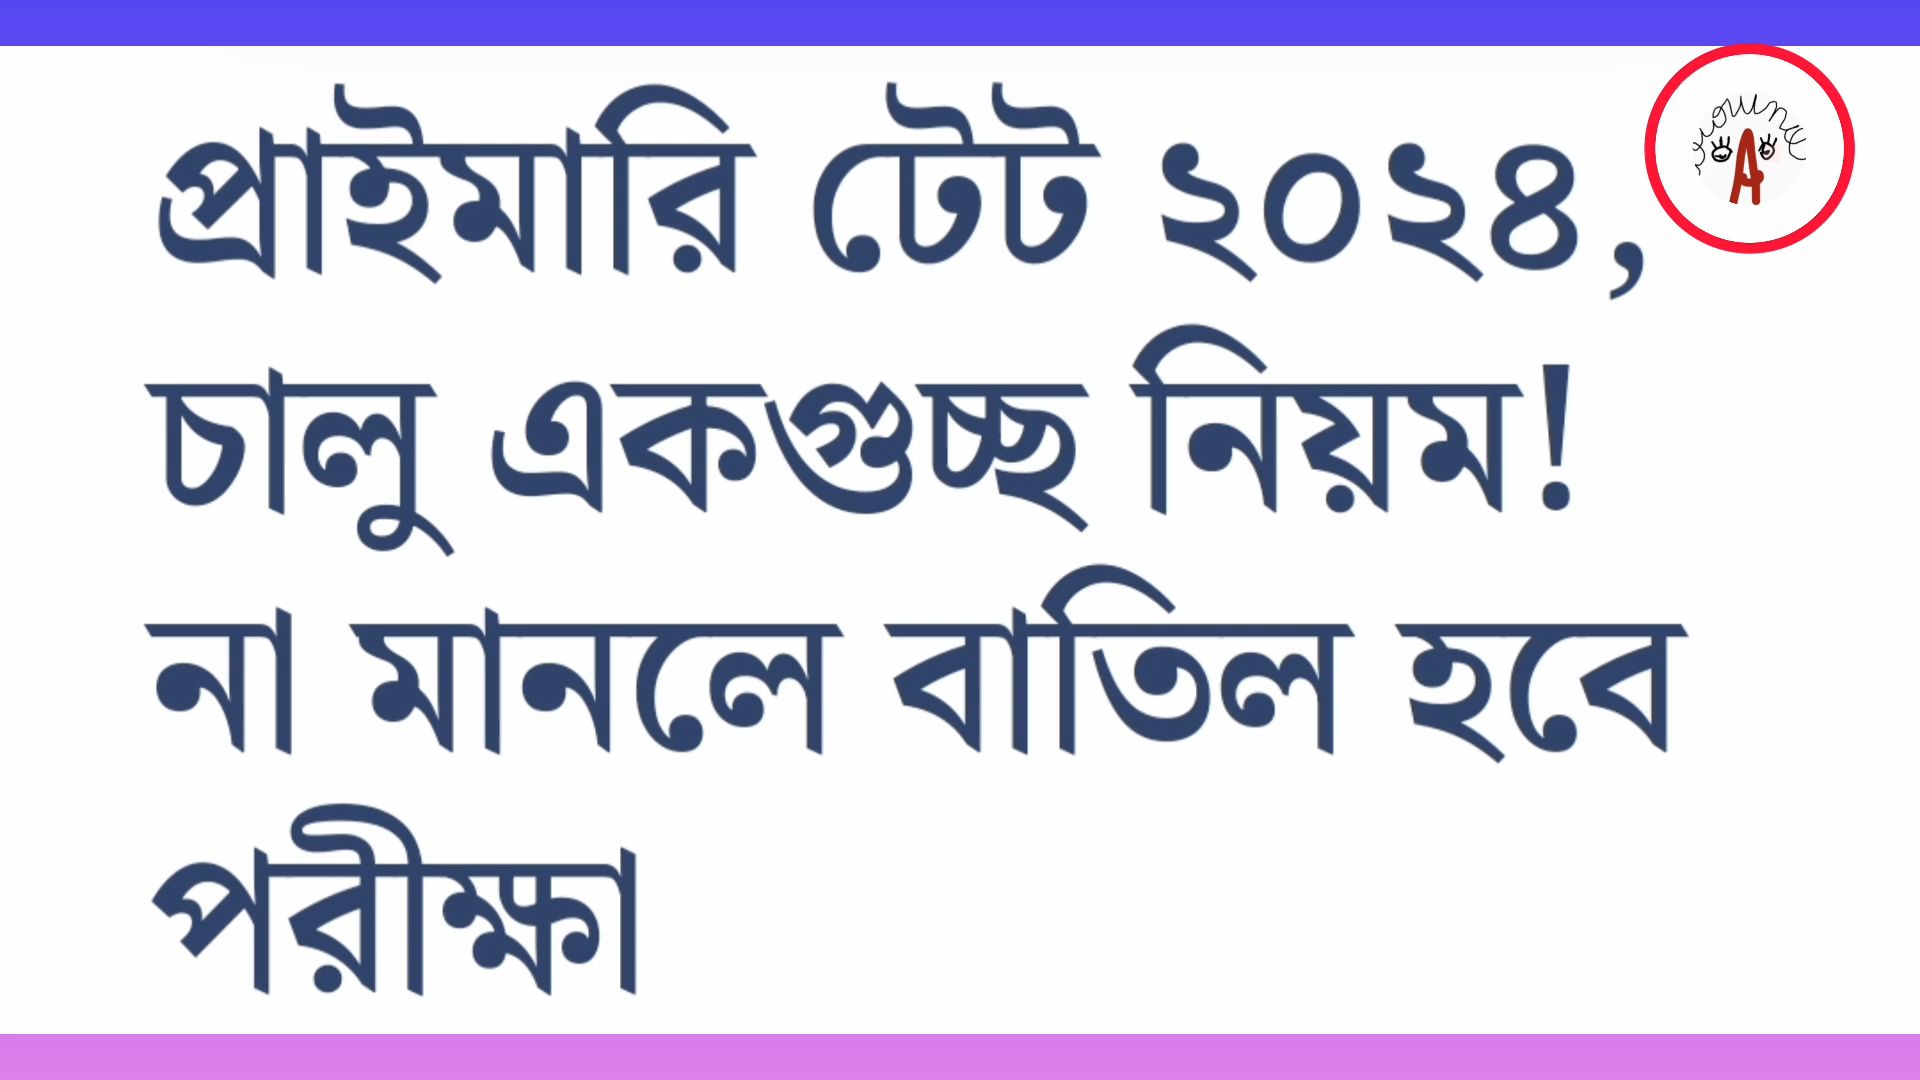 প্রাইমারি টেট ২০২৪,
চালু একগুচ্ছ নিয়ম!
না মানলে বাতিল হবে
পরীক্ষা